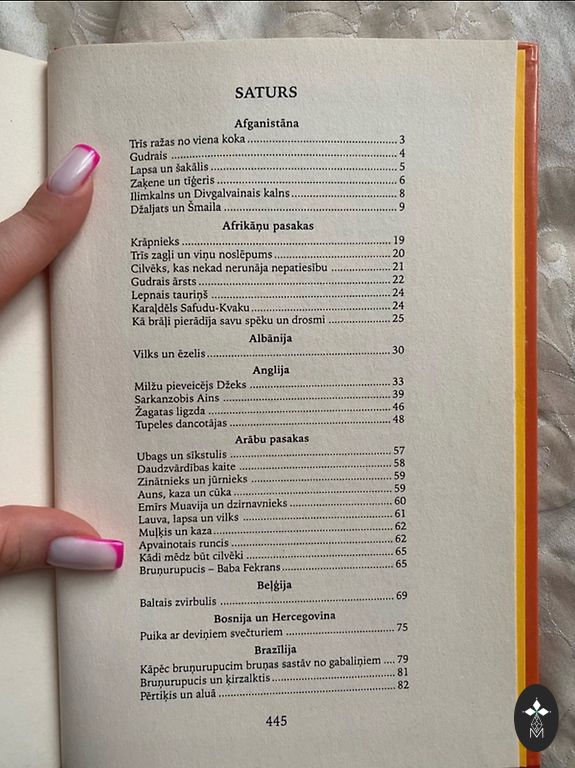 SATURS
Afganistāna
Trīs ražas no viena koka ... 3
Gudrais ... 4
Lapsa un šakālis ... 5
Zaķene un tīģeris ... 6
Ilimkalns un Divgalvainais kalns ... 8
Džaljats un Šmaila ... 9
Afrikāņu pasakas
Krāpnieks ... 19
Trīs zagļi un viņu noslēpums ... 20
Cilvēks, kas nekad nerunāja nepatiesību ... 21
Gudrais ārsts ... 22
Lepnais tauriņš ... 24
Karaļdēls Safudu-Kvaku ... 24
Kā brāļi pierādīja savu spēku un drosmi ... 25
Albānija
Vilks un ēzelis ... 30
Anglija
Milžu pieveicējs Džeks ... 33
Sarkanzobis Ains ... 39
Žagatas ligzda ... 46
Tupeles dancotājas ... 48
Arābu pasakas
Ubags un sīkstulis ... 57
Daudzvārdības kaite ... 58
Zinātnieks un jūrnieks ... 59
Auns, kaza un cūka ... 59
Emīrs Muavija un dzirnavnieks ... 60
Lauva, lapsa un vilks ... 61
Muļķis un kaza ... 62
Apvainotais runcis ... 62
Kādi mēdz būt cilvēki ... 65
Bruņurupucis – Baba Fekrans ... 65
Beļģija
Baltais zvirbulis ... 69
Bosnija un Hercegovina
Puika ar deviņiem svečturiem ... 75
Brazīlija
Kāpēc bruņurupucim bruņas sastāv no gabaliņiem ... 79
Bruņurupucis un ķirzalktis ... 81
Pērtiķis un aluā ... 82
445
M